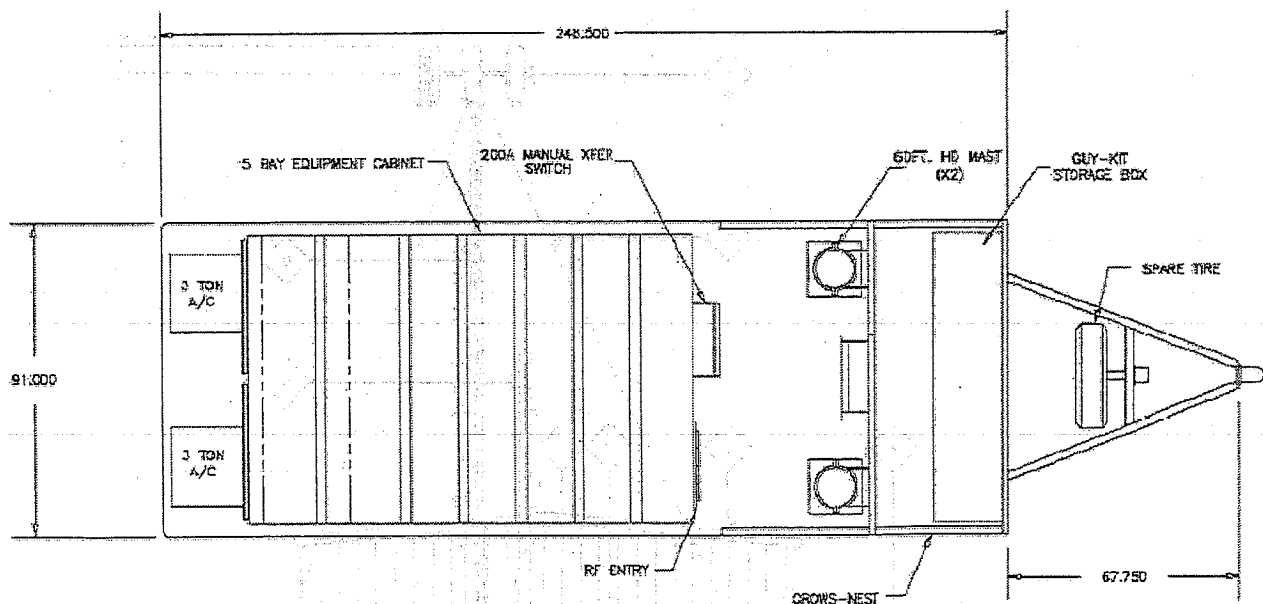 248.500
5 BAY EQUIPMENT CABINET
200A MANUAL XFER
SWITCH
60FT. HD MAST
(X2)
GUY-KIT
STORAGE BOX
3 TON
A/C
SPARE TIRE
91.000
3 TON
A/C
RF ENTRY
67.750
CROWS-NEST